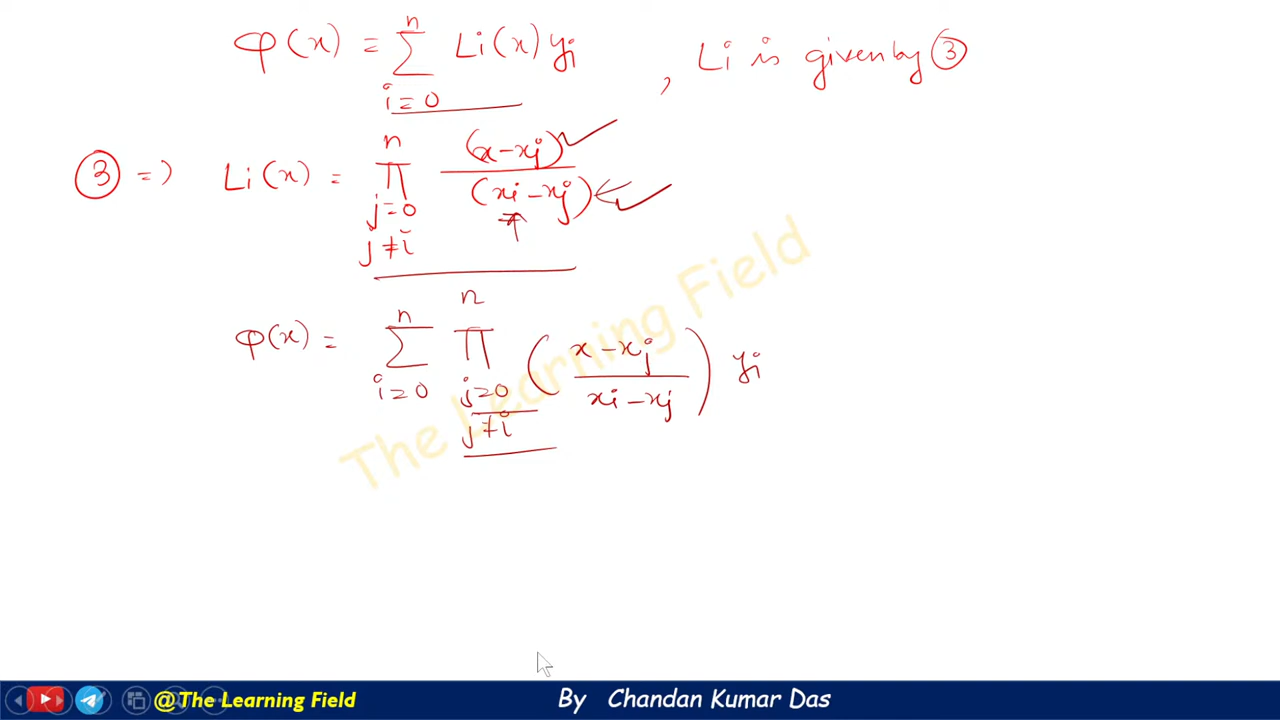 φ(x) = Σ_{i=0}^{n} Li(x) yi , Li is given by ③
③ => Li(x) = Π_{j=0, j≠i}^{n} (x-xj) / (xi-xj)
φ(x) = Σ_{i=0}^{n} Π_{j=0, j≠i}^{n} ( x-xj / xi-xj ) yi
The Learning Field
@The Learning Field By Chandan Kumar Das